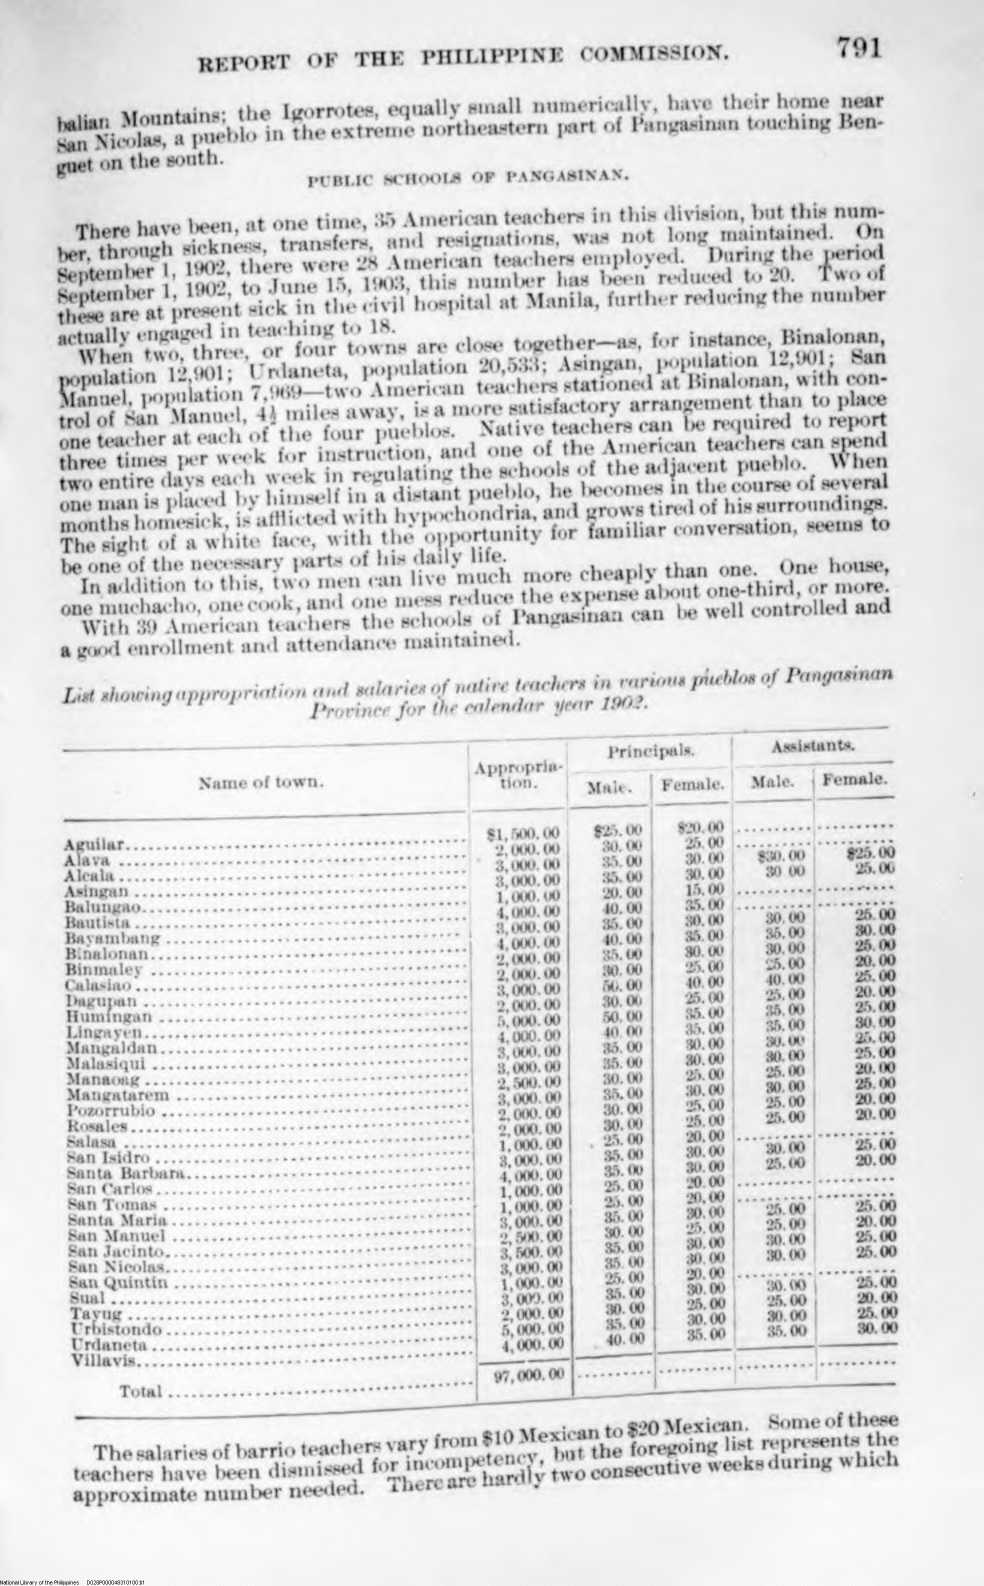 REPORT OF THE PHILIPPINE COMMISSION. 791
balian Mountains; the Igorrotes, equally small numerically, have their home near
San Nicolas, a pueblo in the extreme northeastern part of Pangasinan touching Ben-
guet on the south.
PUBLIC SCHOOLS OF PANGASINAN.
There have been, at one time, 35 American teachers in this division, but this num-
ber, through sickness, transfers, and resignations, was not long maintained. On
September 1, 1902, there were 28 American teachers employed. During the period
September 1, 1902, to June 15, 1903, this number has been reduced to 20. Two of
these are at present sick in the civil hospital at Manila, further reducing the number
actually engaged in teaching to 18.
When two, three, or four towns are close together—as, for instance, Binalonan,
population 12,901; Urdaneta, population 20,533; Asingan, population 12,901; San
Manuel, population 7,969—two American teachers stationed at Binalonan, with con-
trol of San Manuel, 4½ miles away, is a more satisfactory arrangement than to place
one teacher at each of the four pueblos. Native teachers can be required to report
three times per week for instruction, and one of the American teachers can spend
two entire days each week in regulating the schools of the adjacent pueblo. When
one man is placed by himself in a distant pueblo, he becomes in the course of several
months homesick, is afflicted with hypochondria, and grows tired of his surroundings.
The sight of a white face, with the opportunity for familiar conversation, seems to
be one of the necessary parts of his daily life.
In addition to this, two men can live much more cheaply than one. One house,
one muchacho, one cook, and one mess reduce the expense about one-third, or more.
With 39 American teachers the schools of Pangasinan can be well controlled and
a good enrollment and attendance maintained.
List showing appropriation and salaries of native teachers in various pueblos of Pangasinan
Province for the calendar year 1902.
Name of town. Appropria-tion. Principals. Assistants.
Male. Female. Male. Female.
Aguilar $1,500.00 $25.00 $20.00
Alava 2,000.00 30.00 25.00
Alcala 3,000.00 35.00 30.00 $30.00 $25.00
Asingan 3,000.00 35.00 30.00 30 00 25.00
Balungao 1,000.00 20.00 15.00
Bautista 4,000.00 40.00 35.00
Bayambang 3,000.00 35.00 30.00 30.00 25.00
Binalonan 4,000.00 40.00 35.00 35.00 30.00
Binmaley 2,000.00 35.00 30.00 30.00 25.00
Calasiao 2,000.00 30.00 25.00 25.00 20.00
Dagupan 3,000.00 50.00 40.00 40.00 25.00
Humingan 2,000.00 30.00 25.00 25.00 20.00
Lingayen 5,000.00 50.00 35.00 35.00 25.00
Mangaldan 4,000.00 40.00 35.00 35.00 30.00
Malasiqui 3,000.00 35.00 30.00 30.00 25.00
Manaoag 3,000.00 35.00 30.00 30.00 25.00
Mangatarem 2,500.00 30.00 25.00 25.00 20.00
Pozorrubio 3,000.00 35.00 30.00 30.00 25.00
Rosales 2,000.00 30.00 25.00 25.00 20.00
Salasa 2,000.00 30.00 25.00 25.00 20.00
San Isidro 1,000.00 25.00 20.00
Santa Barbara 3,000.00 35.00 30.00 30.00 25.00
San Carlos 4,000.00 35.00 30.00 25.00 20.00
San Tomas 1,000.00 25.00 20.00
Santa Maria 1,000.00 25.00 20.00
San Manuel 3,000.00 35.00 30.00 25.00 25.00
San Jacinto 2,500.00 30.00 25.00 25.00 20.00
San Nicolas 3,500.00 35.00 30.00 30.00 25.00
San Quintin 3,000.00 35.00 30.00 30.00 25.00
Sual 1,000.00 25.00 20.00
Tayug 3,000.00 35.00 30.00 30.00 25.00
Urbistondo 2,000.00 30.00 25.00 25.00 20.00
Urdaneta 5,000.00 35.00 30.00 30.00 25.00
Villavis 4,000.00 40.00 35.00 35.00 30.00
Total 97,000.00
The salaries of barrio teachers vary from $10 Mexican to $20 Mexican. Some of these
teachers have been dismissed for incompetency, but the foregoing list represents the
approximate number needed. There are hardly two consecutive weeks during which
National Library of the Philippines